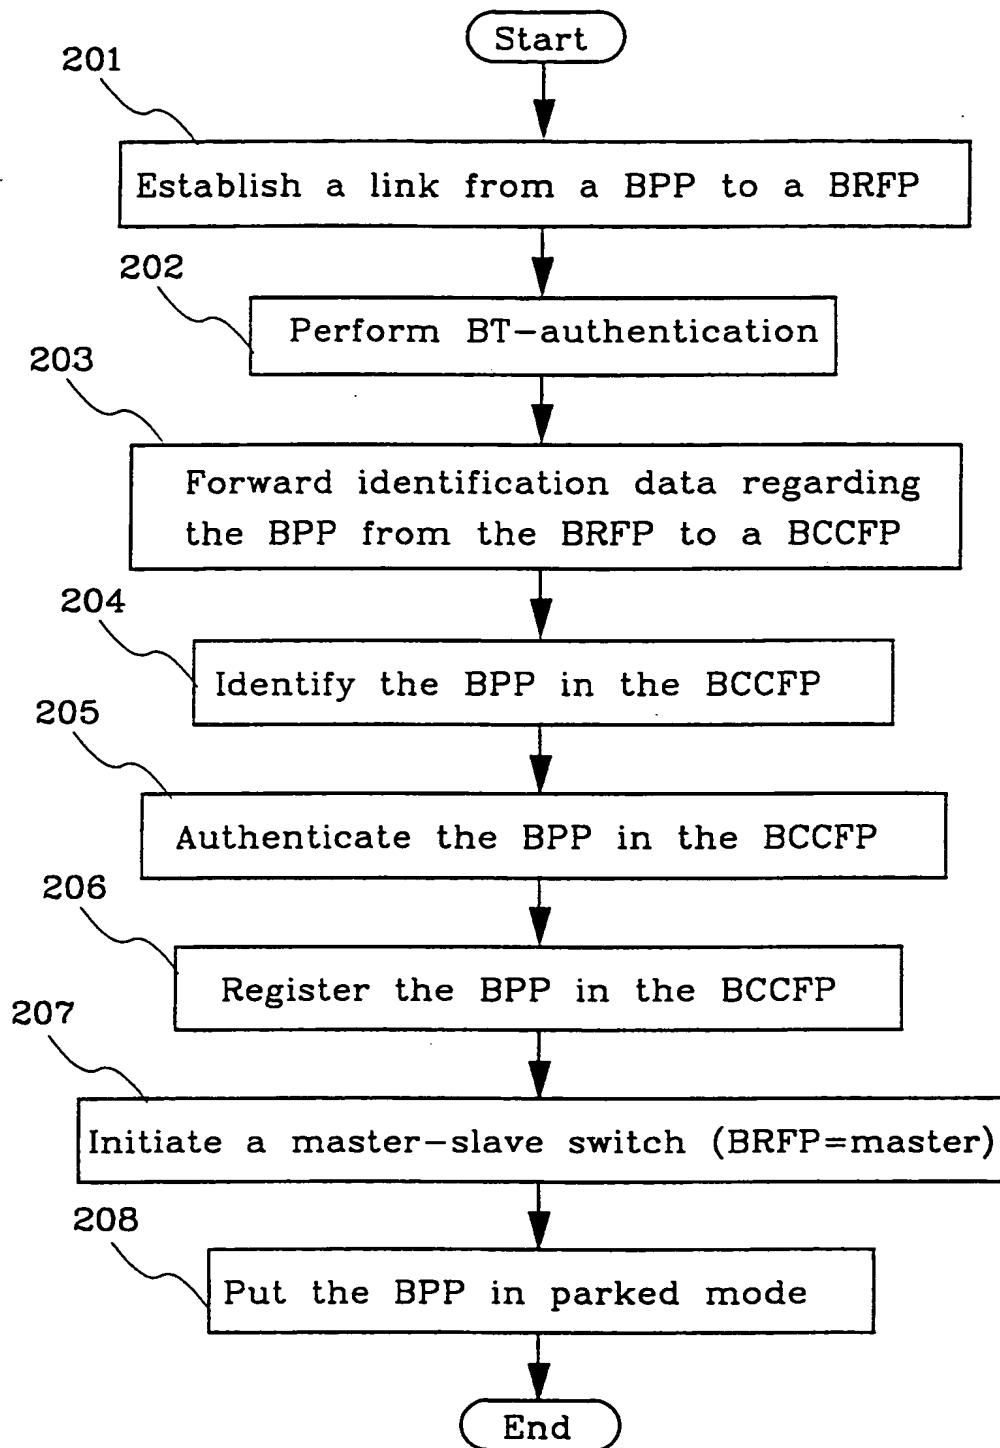 Start
201
Establish a link from a BPP to a BRFP
202
Perform BT-authentication
203
Forward identification data regarding
the BPP from the BRFP to a BCCFP
204
Identify the BPP in the BCCFP
205
Authenticate the BPP in the BCCFP
206
Register the BPP in the BCCFP
207
Initiate a master-slave switch (BRFP=master)
208
Put the BPP in parked mode
End